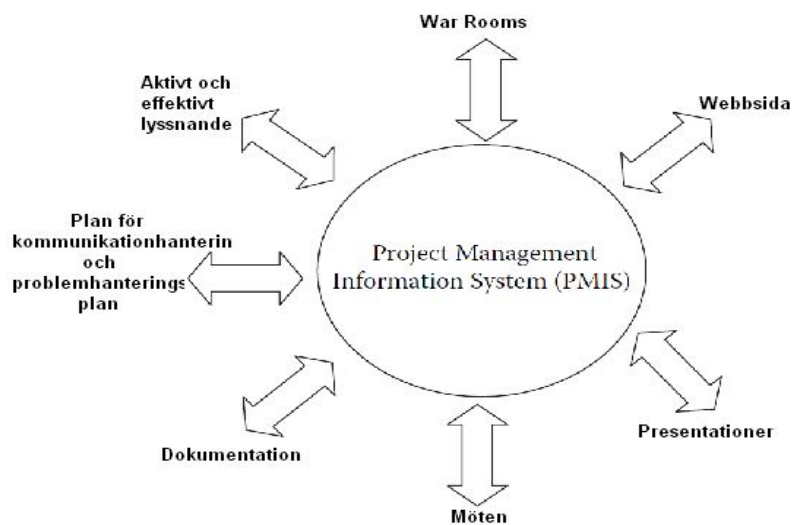 War Rooms
Aktivt och
effektivt
lyssnande
Webbsida
Plan för
kommunikationhanterin
och
problemhanterings
plan
Project Management
Information System (PMIS)
Dokumentation
Presentationer
Möten